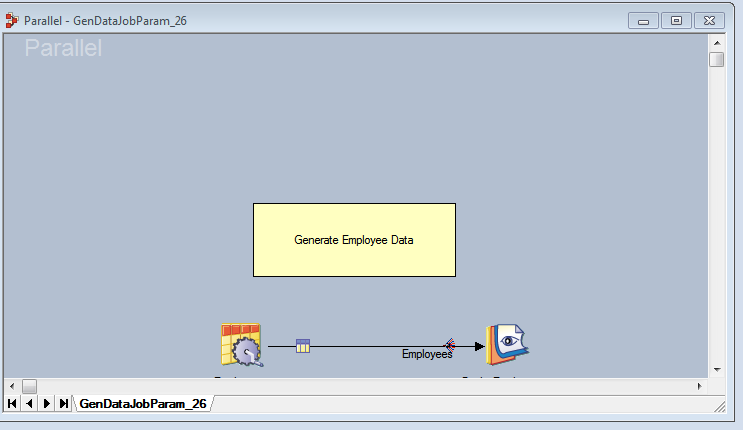 Parallel - GenDataJobParam_26
Parallel
Generate Employee Data
Employees
GenDataJobParam_26